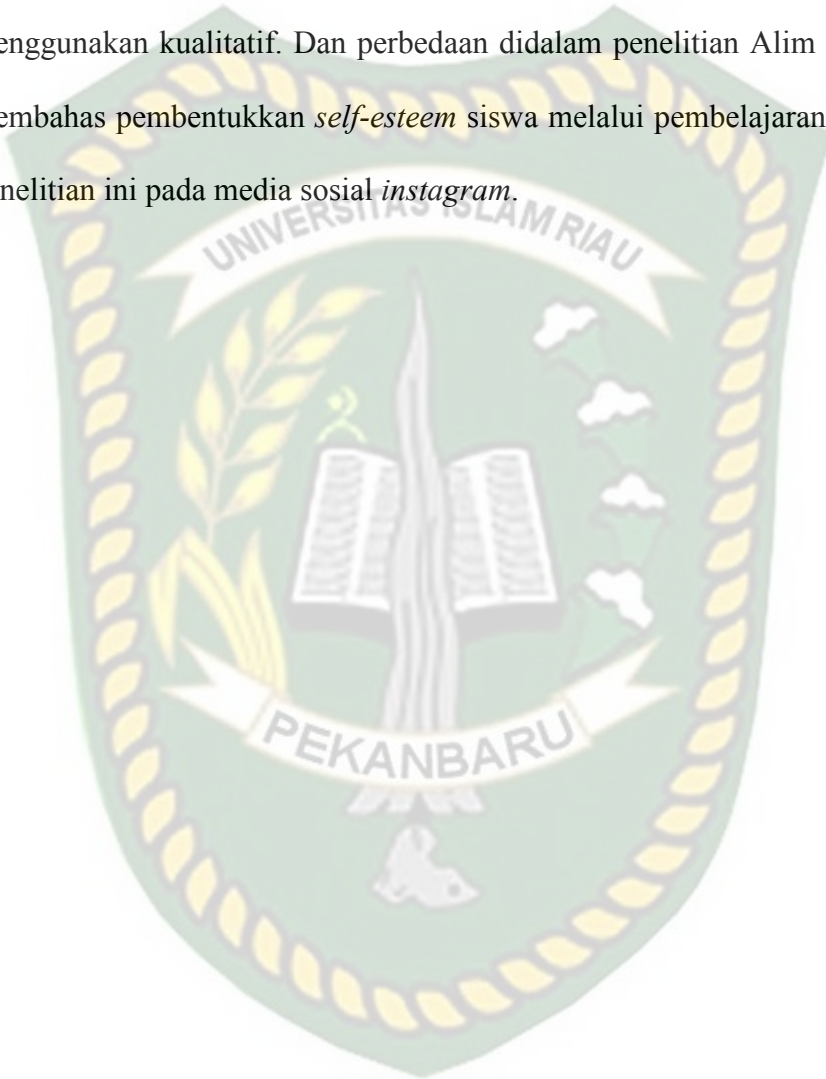 enggunakan kualitatif. Dan perbedaan didalam penelitian Alim
embahas pembentukkan self-esteem siswa melalui pembelajaran,
enelitian ini pada media sosial instagram.
UNIVERSITAS ISLAM RIAU
PEKANBARU